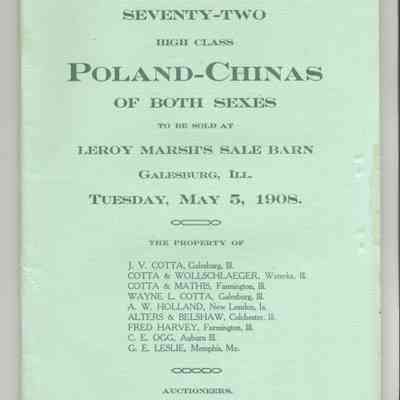 SEVENTY-TWO
HIGH CLASS
POLAND-CHINAS
OF BOTH SEXES
TO BE SOLD AT
LEROY MARSH'S SALE BARN
GALESBURG, ILL.
TUESDAY, MAY 5, 1908.
THE PROPERTY OF
J. V. COTTA, Galesburg, Ill.
COTTA & WOLLSCHLAEGER, Wataka, Ill.
COTTA & MATHIS, Farmington, Ill.
WAYNE L. COTTA, Galesburg, Ill.
A. W. HOLLAND, New London, Ia.
ALTERS & BELSHAW, Colchester, Ill.
FRED HARVEY, Farmington, Ill.
C. E. OGG, Auburn Ill.
G. E. LESLIE, Memphis, Mo.
AUCTIONEERS.